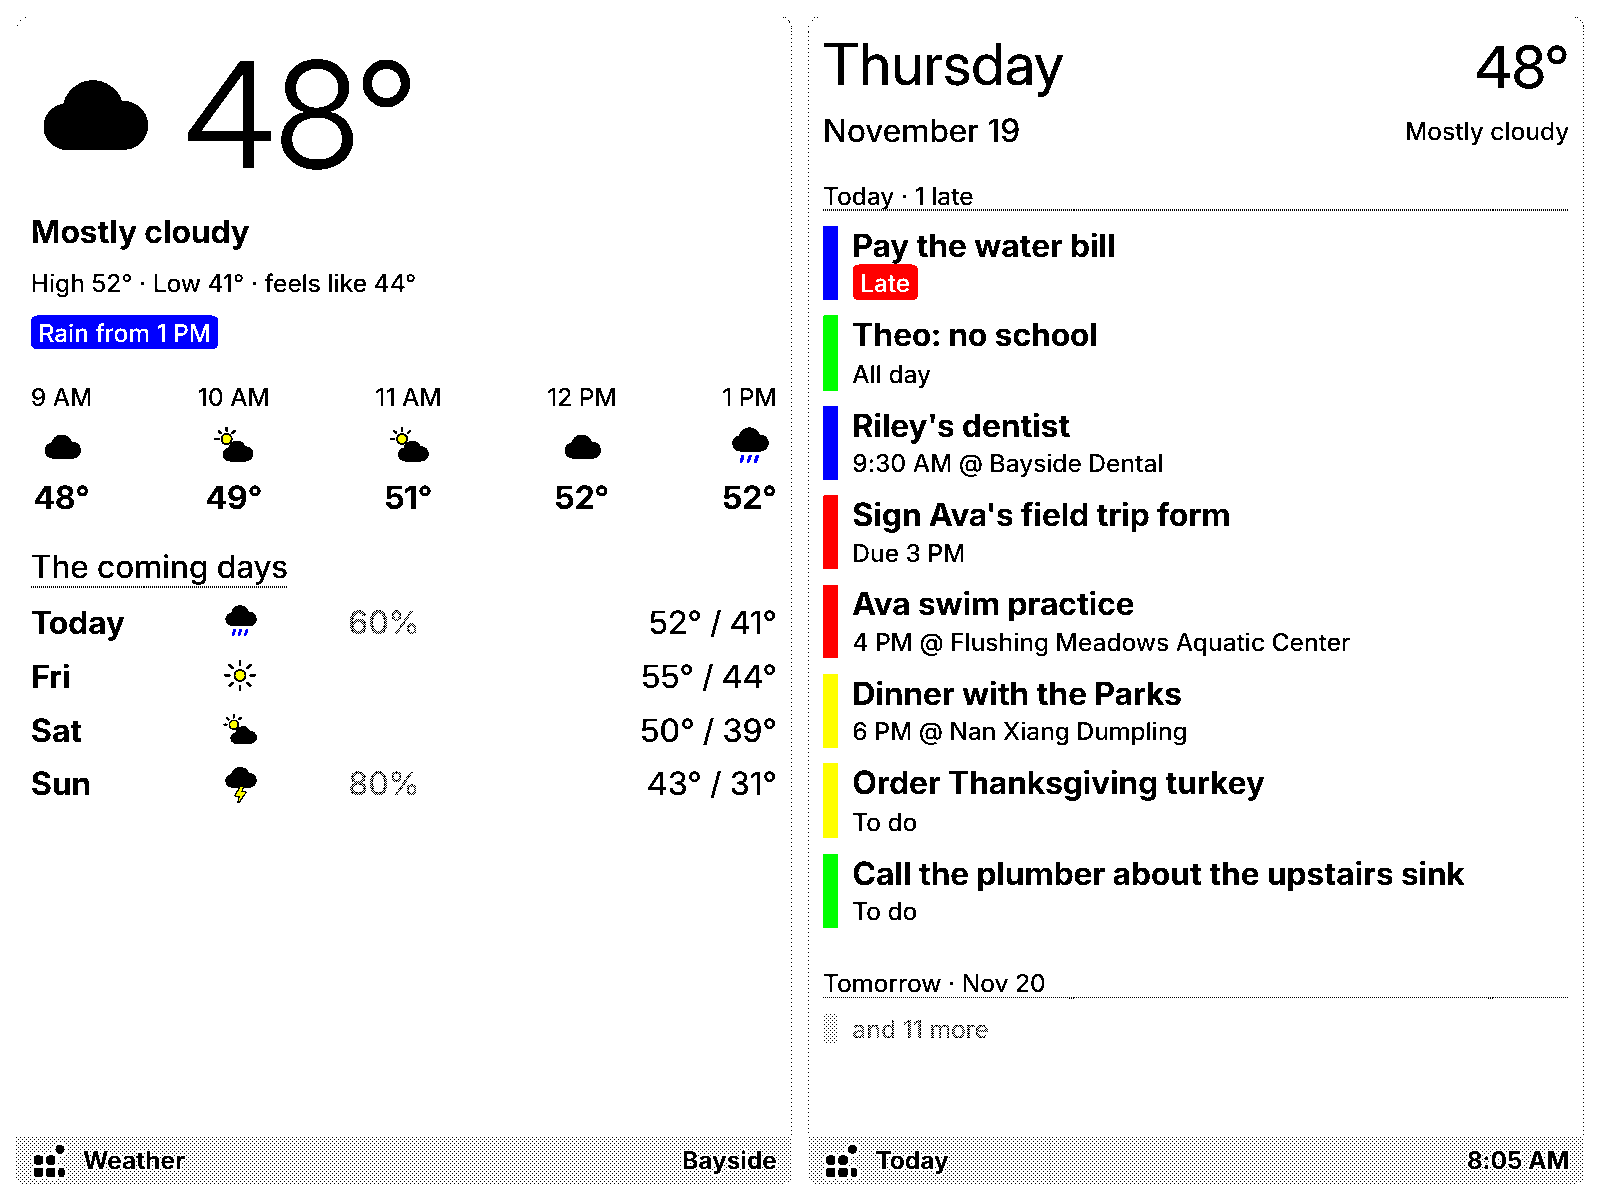 48°
Mostly cloudy
High 52° · Low 41° · feels like 44°
Rain from 1 PM
9 AM 10 AM 11 AM 12 PM 1 PM
48° 49° 51° 52° 52°
The coming days
Today 60% 52° / 41°
Fri 55° / 44°
Sat 50° / 39°
Sun 80% 43° / 31°
Weather Bayside
Thursday 48°
November 19 Mostly cloudy
Today · 1 late
Pay the water bill
Late
Theo: no school
All day
Riley's dentist
9:30 AM @ Bayside Dental
Sign Ava's field trip form
Due 3 PM
Ava swim practice
4 PM @ Flushing Meadows Aquatic Center
Dinner with the Parks
6 PM @ Nan Xiang Dumpling
Order Thanksgiving turkey
To do
Call the plumber about the upstairs sink
To do
Tomorrow · Nov 20
and 11 more
Today 8:05 AM